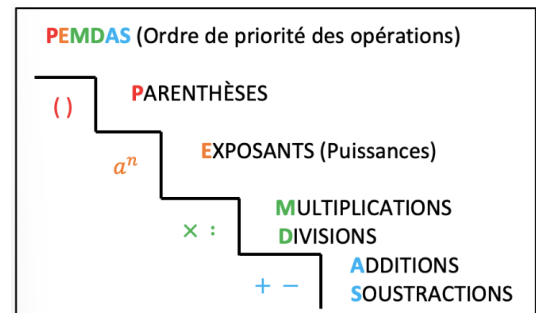 PEMDAS (Ordre de priorité des opérations)
( )
PARENTHÈSES
aⁿ
EXPOSANTS (Puissances)
× :
MULTIPLICATIONS
DIVISIONS
+ −
ADDITIONS
SOUSTRACTIONS